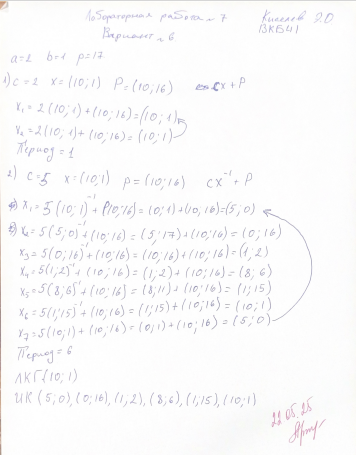 Лабораторная работа № 7
Вариант 6
Киселев Я.О
ВКБ41
a=2 b=1 p=17
1) c=2 x=(10;1) P=(10;16) cx+P
x₁=2(10;1)+(10;16)=(10;1)
x₂=2(10;1)+(10;16)=(10;1)
Период = 1
2) c=5 x=(10;1) p=(10;16) cx⁻¹+P
x₁=5(10;1)⁻¹+P(10;16)=(0;1)+(10;16)=(5;0)
x₂=5(5;0)⁻¹+(10;16)=(5;17)+(10;16)=(0;16)
x₃=5(0;16)⁻¹+(10;16)=(10;16)+(10;16)=(1;2)
x₄=5(1;2)⁻¹+(10;16)=(1;2)+(10;16)=(8;6)
x₅=5(8;6)⁻¹+(10;16)=(8;11)+(10;16)=(1;15)
x₆=5(1;15)⁻¹+(10;16)=(1;15)+(10;16)=(10;1)
x₇=5(10;1)+(10;16)=(0;1)+(10;16)=(5;0)
Период = 6
ЛКГ(10;1)
ИК (5;0),(0;16),(1;2),(8;6),(1;15),(10;1)
22.05.25